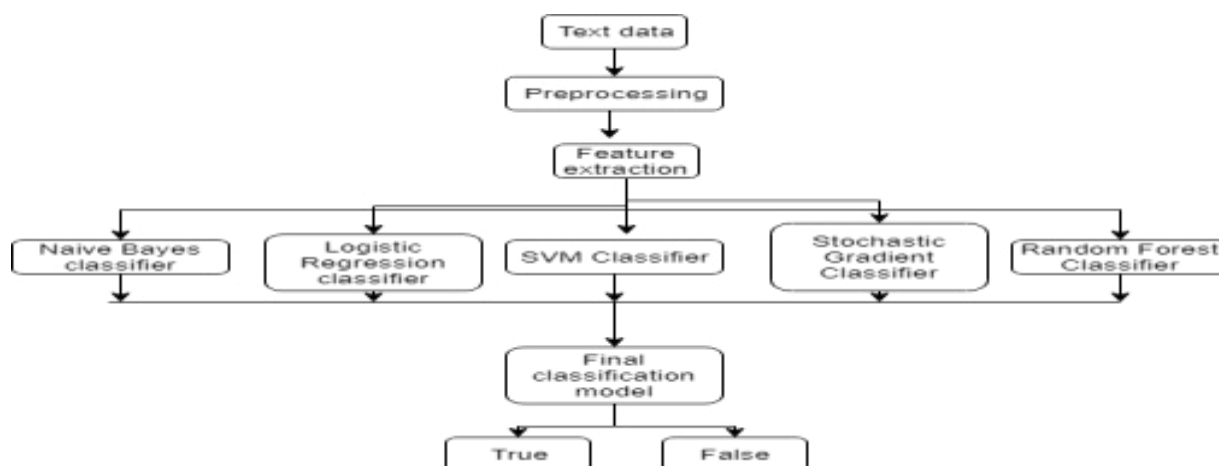 Text data
Preprocessing
Feature
extraction
Naive Bayes
classifier
Logistic
Regression
classifier
SVM Classifier
Stochastic
Gradient
Classifier
Random Forest
Classifier
Final
classification
model
True
False